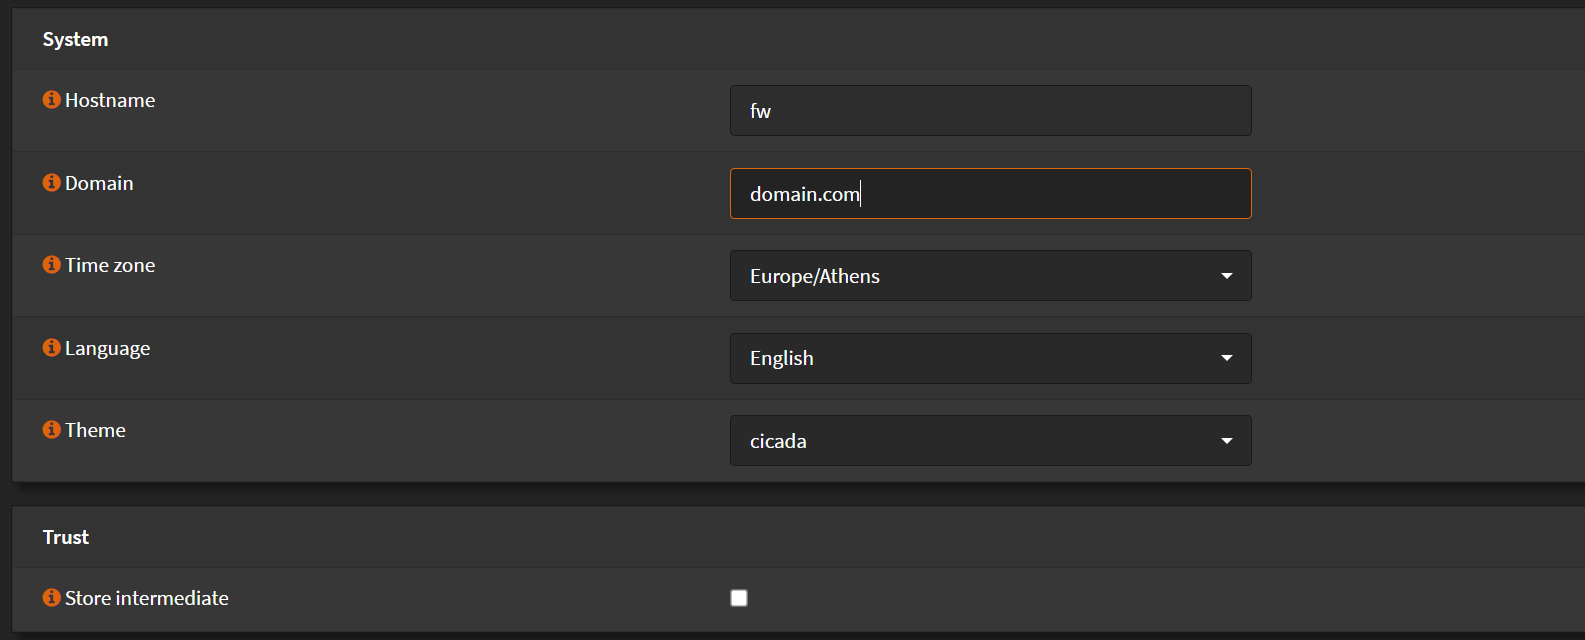 System
Hostname
fw
Domain
domain.com
Time zone
Europe/Athens
Language
English
Theme
cicada
Trust
Store intermediate